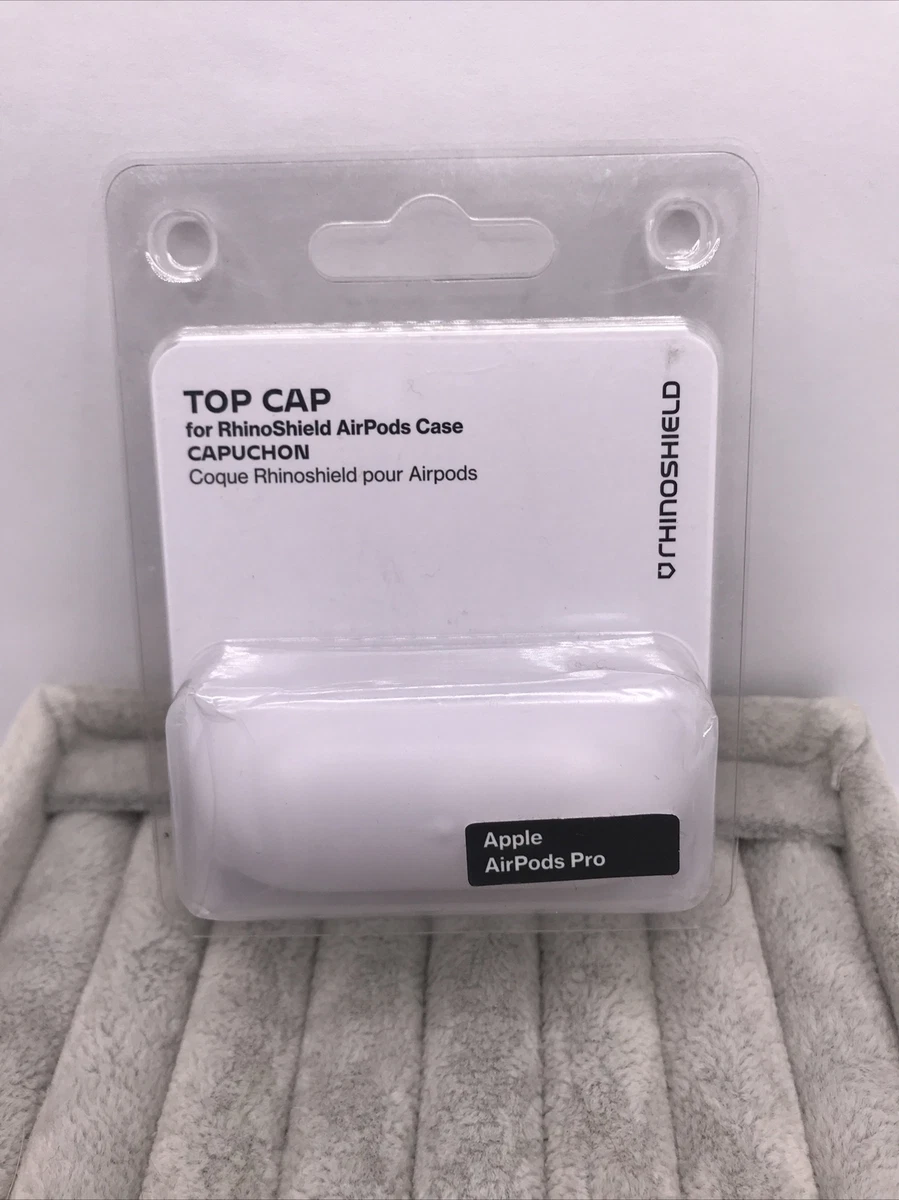 TOP CAP
for RhinoShield AirPods Case
CAPUCHON
Coque Rhinoshield pour Airpods
RHINOSHIELD
Apple
AirPods Pro